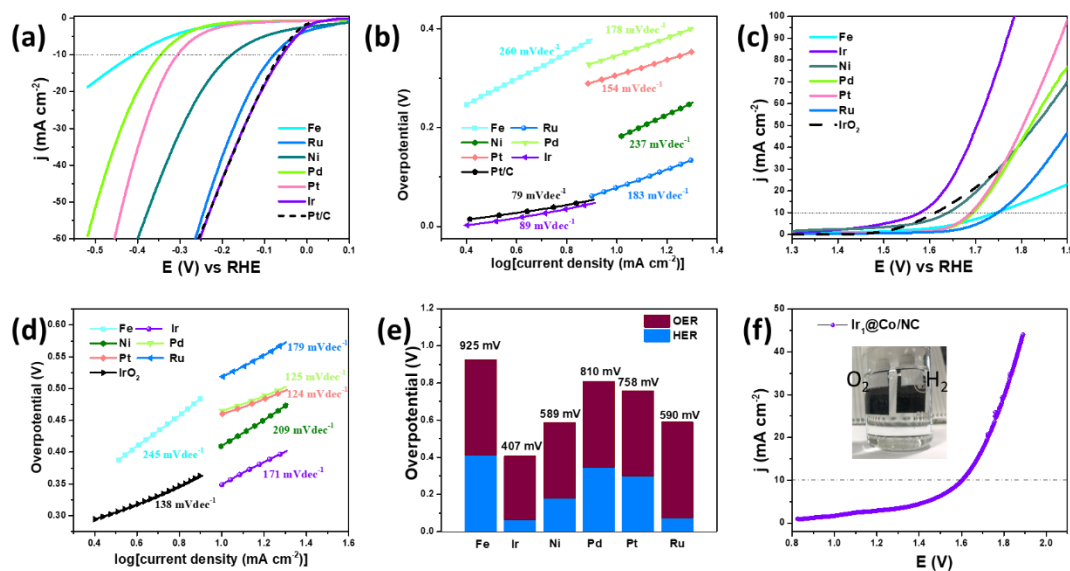 (a)
j (mA cm-2)
0
-10
-20
-30
-40
-50
-60
Fe
Ru
Ni
Pd
Pt
Ir
Pt/C
-0.5 -0.4 -0.3 -0.2 -0.1 0.0 0.1
E (V) vs RHE
(b)
Overpotential (V)
0.4
0.2
0.0
260 mVdec-1
178 mVdec-1
154 mVdec-1
237 mVdec-1
183 mVdec-1
79 mVdec-1
89 mVdec-1
Fe Ru
Ni Pd
Pt Ir
Pt/C
0.4 0.6 0.8 1.0 1.2 1.4
log[current density (mA cm-2)]
(c)
j (mA cm-2)
100
90
80
70
60
50
40
30
20
10
0
Fe
Ir
Ni
Pd
Pt
Ru
IrO2
1.3 1.4 1.5 1.6 1.7 1.8 1.9
E (V) vs RHE
(d)
Overpotential (V)
0.65
0.60
0.55
0.50
0.45
0.40
0.35
0.30
Fe Ir
Ni Pd
Pt Ru
IrO2
179 mVdec-1
125 mVdec-1
124 mVdec-1
209 mVdec-1
171 mVdec-1
245 mVdec-1
138 mVdec-1
0.4 0.6 0.8 1.0 1.2 1.4 1.6
log[current density (mA cm-2)]
(e)
Overpotential (V)
1.2
1.0
0.8
0.6
0.4
0.2
0.0
OER
HER
925 mV
407 mV
589 mV
810 mV
758 mV
590 mV
Fe Ir Ni Pd Pt Ru
(f)
j (mA cm-2)
50
40
30
20
10
0
Ir1@Co/NC
O2 H2
0.8 1.0 1.2 1.4 1.6 1.8 2.0
E (V)